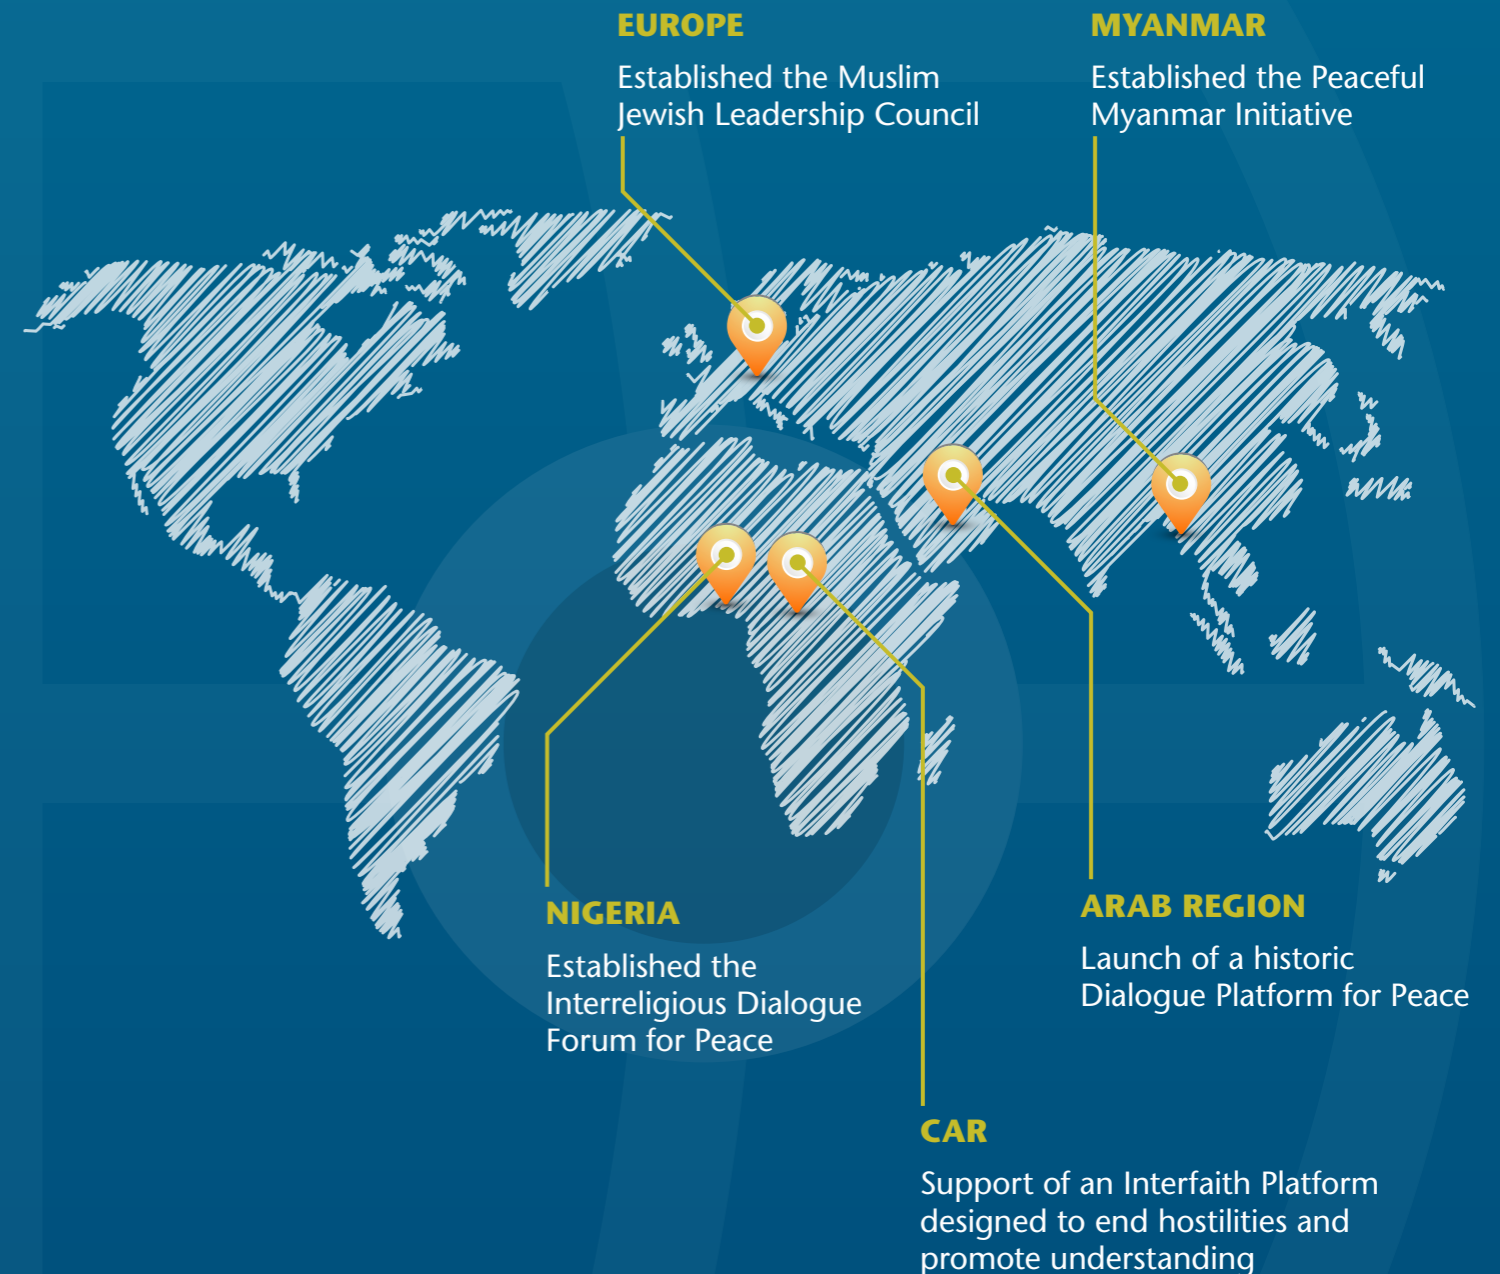 EUROPE
Established the Muslim
Jewish Leadership Council
MYANMAR
Established the Peaceful
Myanmar Initiative
NIGERIA
Established the
Interreligious Dialogue
Forum for Peace
ARAB REGION
Launch of a historic
Dialogue Platform for Peace
CAR
Support of an Interfaith Platform
designed to end hostilities and
promote understanding